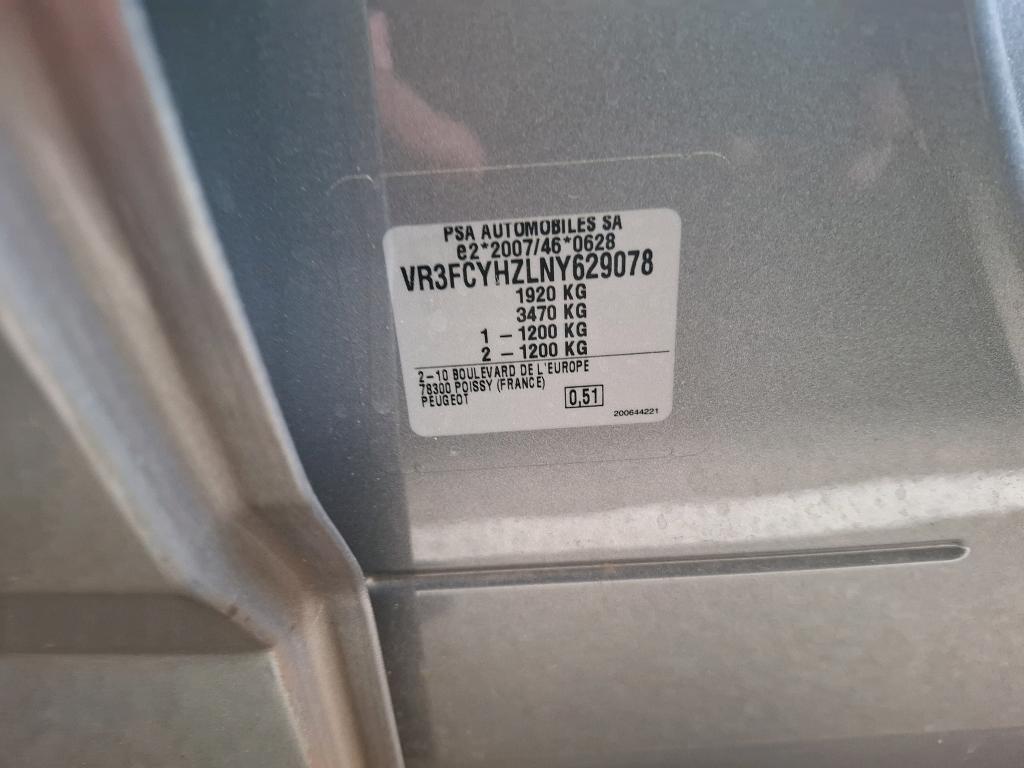 PSA AUTOMOBILES SA
e2*2007/46*0628
VR3FCYHZLNY629078
1920 KG
3470 KG
1 - 1200 KG
2 - 1200 KG
2-10 BOULEVARD DE L'EUROPE
78300 POISSY (FRANCE)
PEUGEOT
0,51
200644221